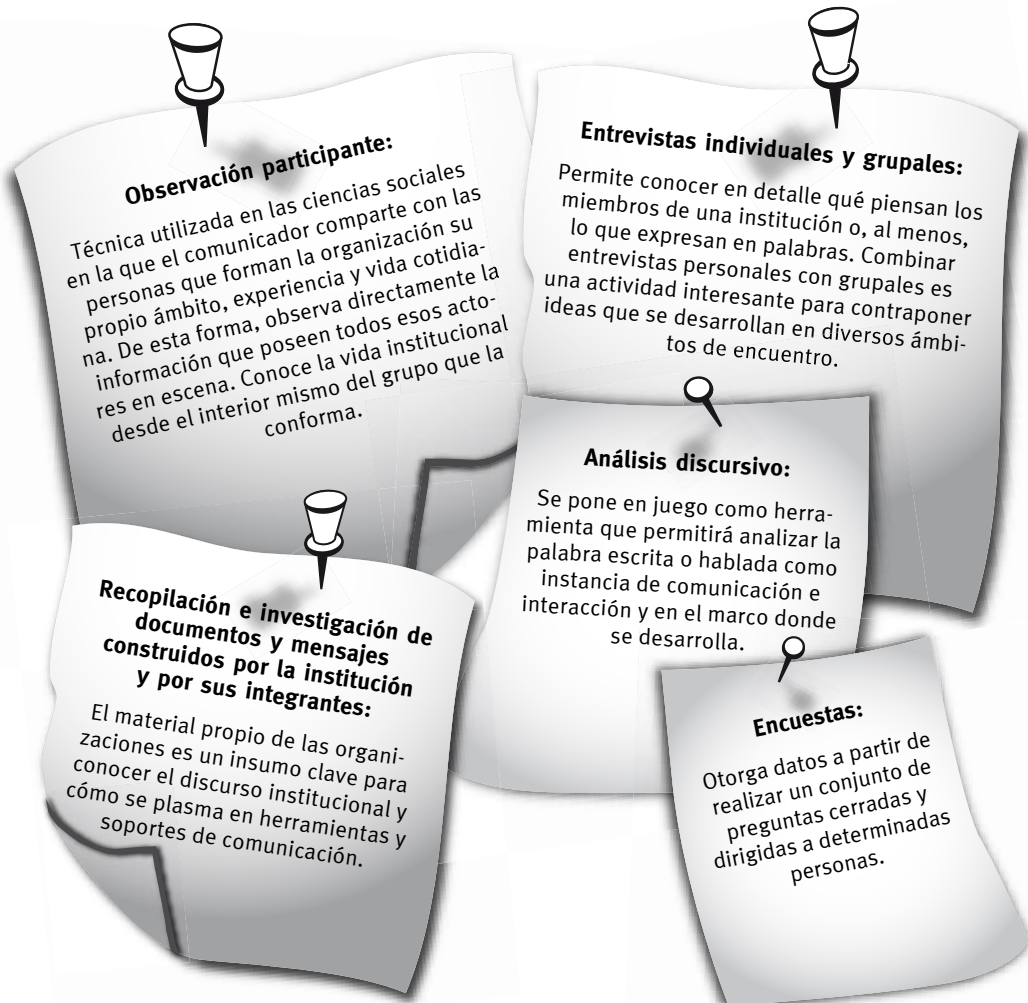 Observación participante:
Técnica utilizada en las ciencias sociales
en la que el comunicador comparte con las
personas que forman la organización su
propio ámbito, experiencia y vida cotidia-
na. De esta forma, observa directamente la
información que poseen todos esos acto-
res en escena. Conoce la vida institucional
desde el interior mismo del grupo que la
conforma.
Entrevistas individuales y grupales:
Permite conocer en detalle qué piensan los
miembros de una institución o, al menos,
lo que expresan en palabras. Combinar
entrevistas personales con grupales es
una actividad interesante para contraponer
ideas que se desarrollan en diversos ámbi-
tos de encuentro.
Análisis discursivo:
Se pone en juego como herra-
mienta que permitirá analizar la
palabra escrita o hablada como
instancia de comunicación e
interacción y en el marco donde
se desarrolla.
Recopilación e investigación de
documentos y mensajes
construidos por la institución
y por sus integrantes:
El material propio de las organi-
zaciones es un insumo clave para
conocer el discurso institucional y
cómo se plasma en herramientas y
soportes de comunicación.
Encuestas:
Otorga datos a partir de
realizar un conjunto de
preguntas cerradas y
dirigidas a determinadas
personas.